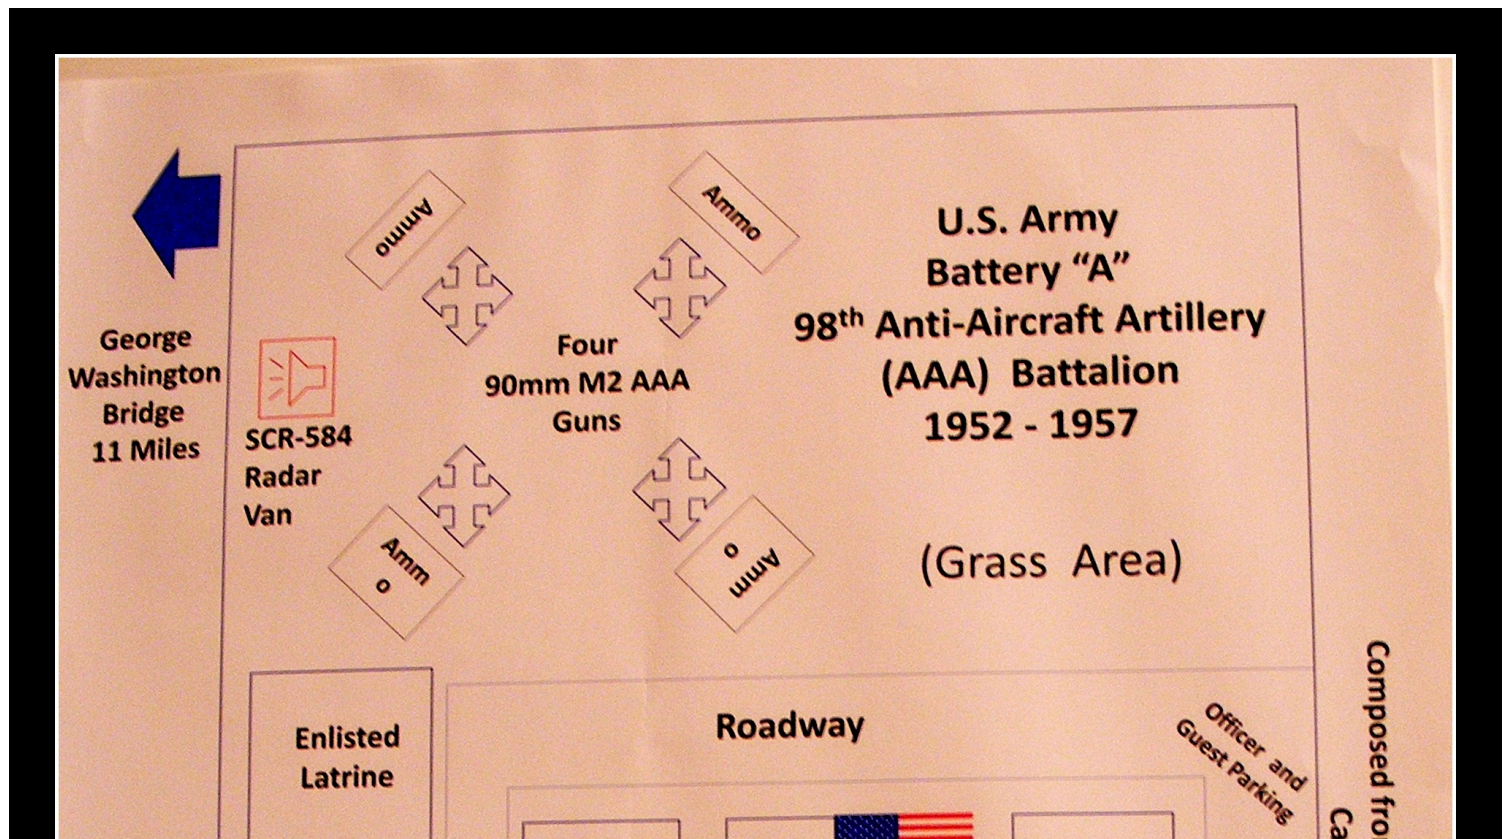 Ammo
Ammo
U.S. Army
Battery “A”
98th Anti-Aircraft Artillery
(AAA) Battalion
1952 - 1957
George
Washington
Bridge
11 Miles
Four
90mm M2 AAA
Guns
SCR-584
Radar
Van
Amm
o
Amm
o
(Grass Area)
Enlisted
Latrine
Roadway
Officer and
Guest Parking
Composed